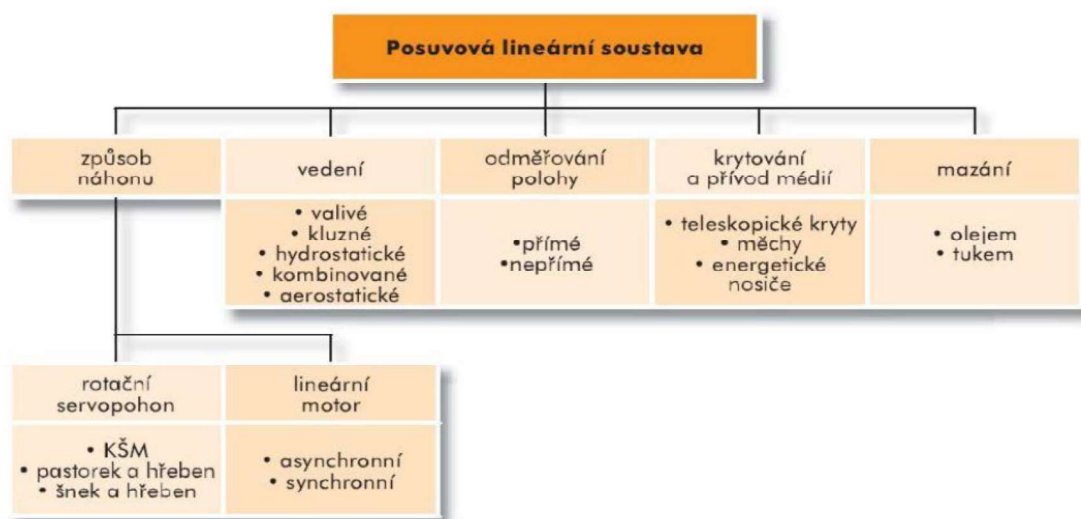 Posuvová lineární soustava
způsob
náhonu
vedení
odměřování
polohy
krytování
a přívod médií
mazání
• valivé
• kluzné
• hydrostatické
• kombinované
• aerostatické
•přímé
•nepřímé
• teleskopické kryty
• měchy
• energetické
nosiče
• olejem
• tukem
rotační
servopohon
lineární
motor
• KŠM
• pastorek a hřeben
• šnek a hřeben
• asynchronní
• synchronní